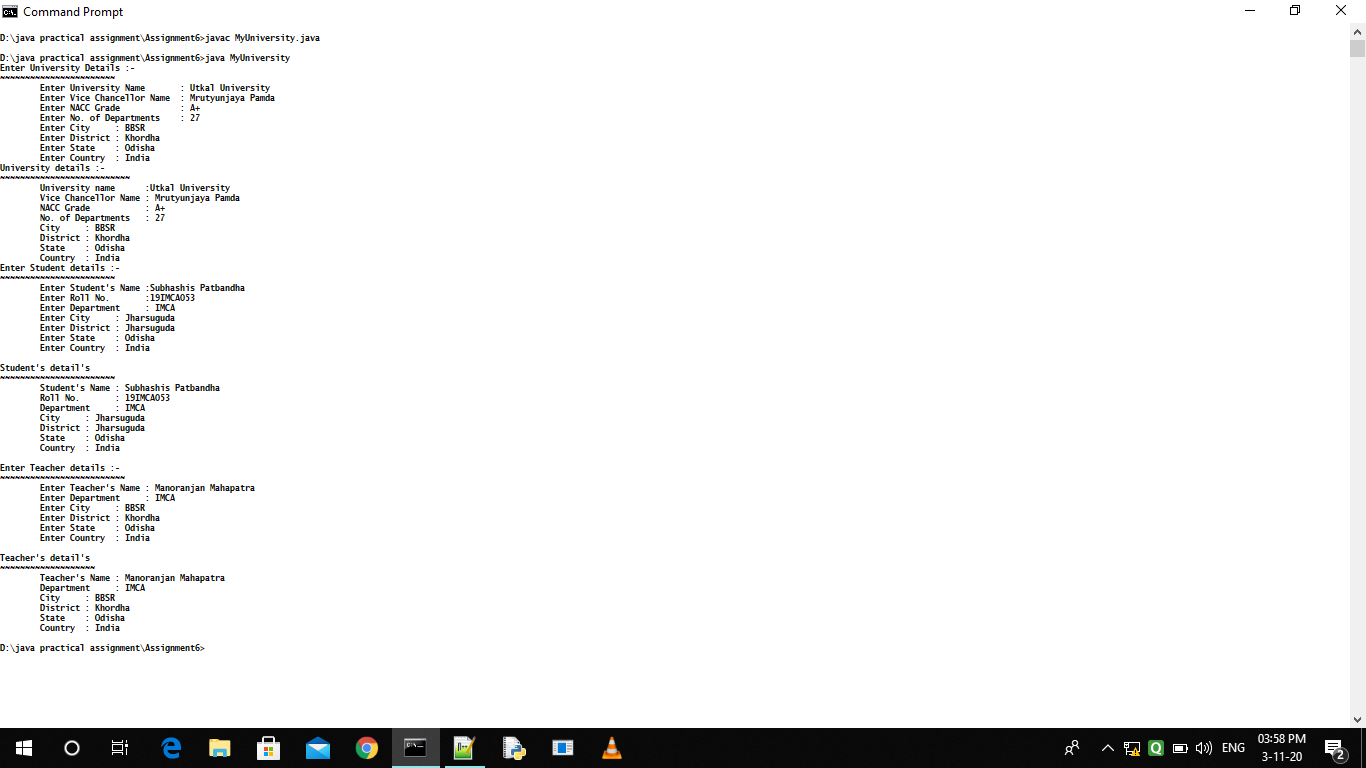 Command Prompt
D:\java practical assignment\Assignment6>javac MyUniversity.java
D:\java practical assignment\Assignment6>java MyUniversity
Enter University Details :-
~~~~~~~~~~~~~~~~~~~~~~~
Enter University Name       : Utkal University
Enter Vice Chancellor Name  : Mrutyunjaya Pamda
Enter NACC Grade            : A+
Enter No. of Departments    : 27
Enter City     : BBSR
Enter District : Khordha
Enter State    : Odisha
Enter Country  : India
University details :-
~~~~~~~~~~~~~~~~~~~~~~~~~~
University name      :Utkal University
Vice Chancellor Name : Mrutyunjaya Pamda
NACC Grade           : A+
No. of Departments   : 27
City     : BBSR
District : Khordha
State    : Odisha
Country  : India
Enter Student details :-
~~~~~~~~~~~~~~~~~~~~~~~
Enter Student's Name :Subhashis Patbandha
Enter Roll No.       :19IMCA053
Enter Department     : IMCA
Enter City     : Jharsuguda
Enter District : Jharsuguda
Enter State    : Odisha
Enter Country  : India
Student's detail's
~~~~~~~~~~~~~~~~~~~~~~~
Student's Name : Subhashis Patbandha
Roll No.       : 19IMCA053
Department     : IMCA
City     : Jharsuguda
District : Jharsuguda
State    : Odisha
Country  : India
Enter Teacher details :-
~~~~~~~~~~~~~~~~~~~~~~~~~
Enter Teacher's Name : Manoranjan Mahapatra
Enter Department     : IMCA
Enter City     : BBSR
Enter District : Khordha
Enter State    : Odisha
Enter Country  : India
Teacher's detail's
~~~~~~~~~~~~~~~~~~~
Teacher's Name : Manoranjan Mahapatra
Department     : IMCA
City     : BBSR
District : Khordha
State    : Odisha
Country  : India
D:\java practical assignment\Assignment6>
ENG
03:58 PM
3-11-20
2